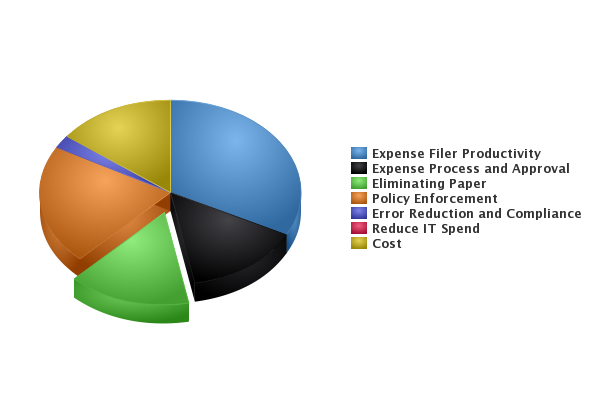 Expense Filer Productivity
Expense Process and Approval
Eliminating Paper
Policy Enforcement
Error Reduction and Compliance
Reduce IT Spend
Cost